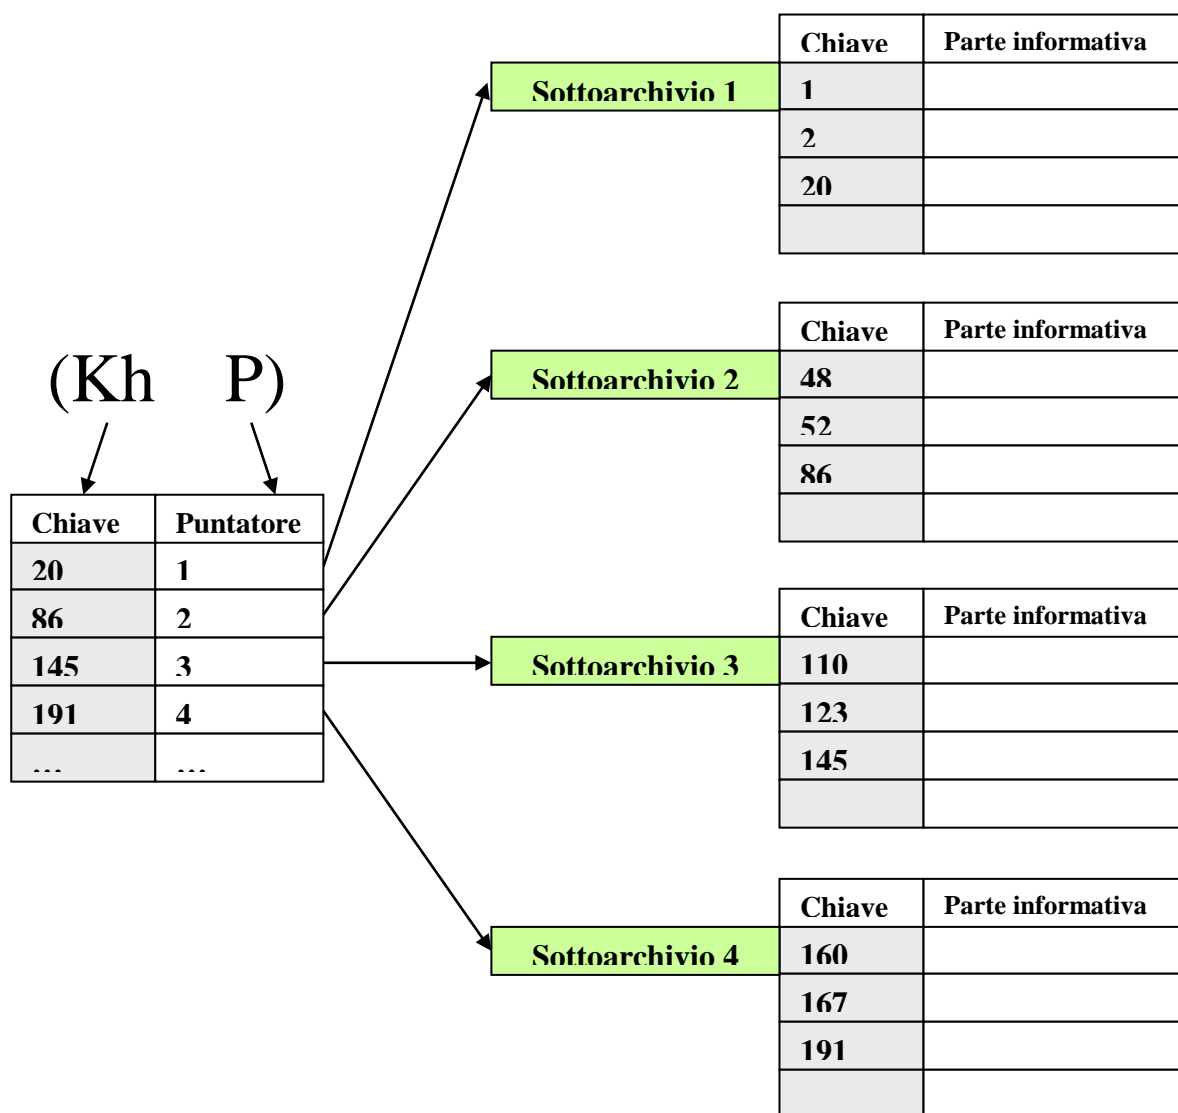 (Kh P)
Chiave Puntatore
20 1
86 2
145 3
191 4
... ...
Sottoarchivio 1
Chiave Parte informativa
1
2
20
Sottoarchivio 2
Chiave Parte informativa
48
52
86
Sottoarchivio 3
Chiave Parte informativa
110
123
145
Sottoarchivio 4
Chiave Parte informativa
160
167
191